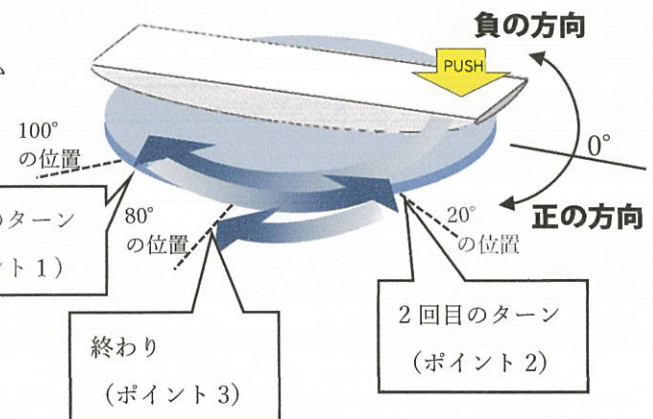 負の方向
PUSH
0°
正の方向
100°
の位置
のターン
ント 1）
80°
の位置
20°
の位置
終わり
（ポイント 3）
2 回目のターン
（ポイント 2）